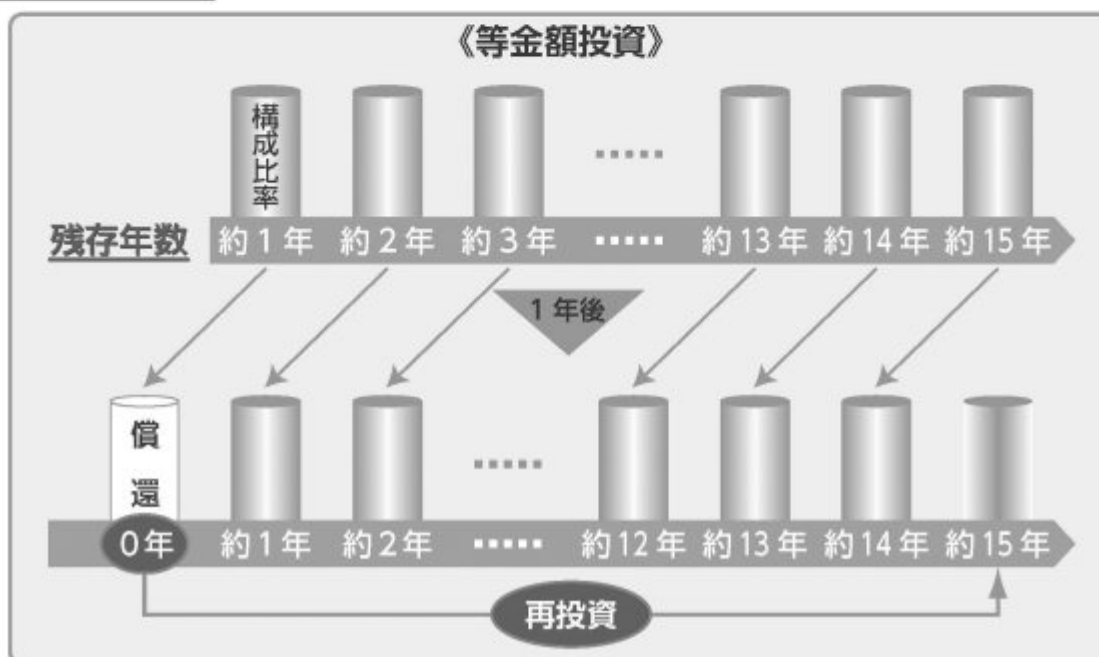 《等金額投資》
構成比率
残存年数 約1年 約2年 約3年 ‥‥‥ 約13年 約14年 約15年
1年後
償還
0年 約1年 約2年 ‥‥‥ 約12年 約13年 約14年 約15年
再投資